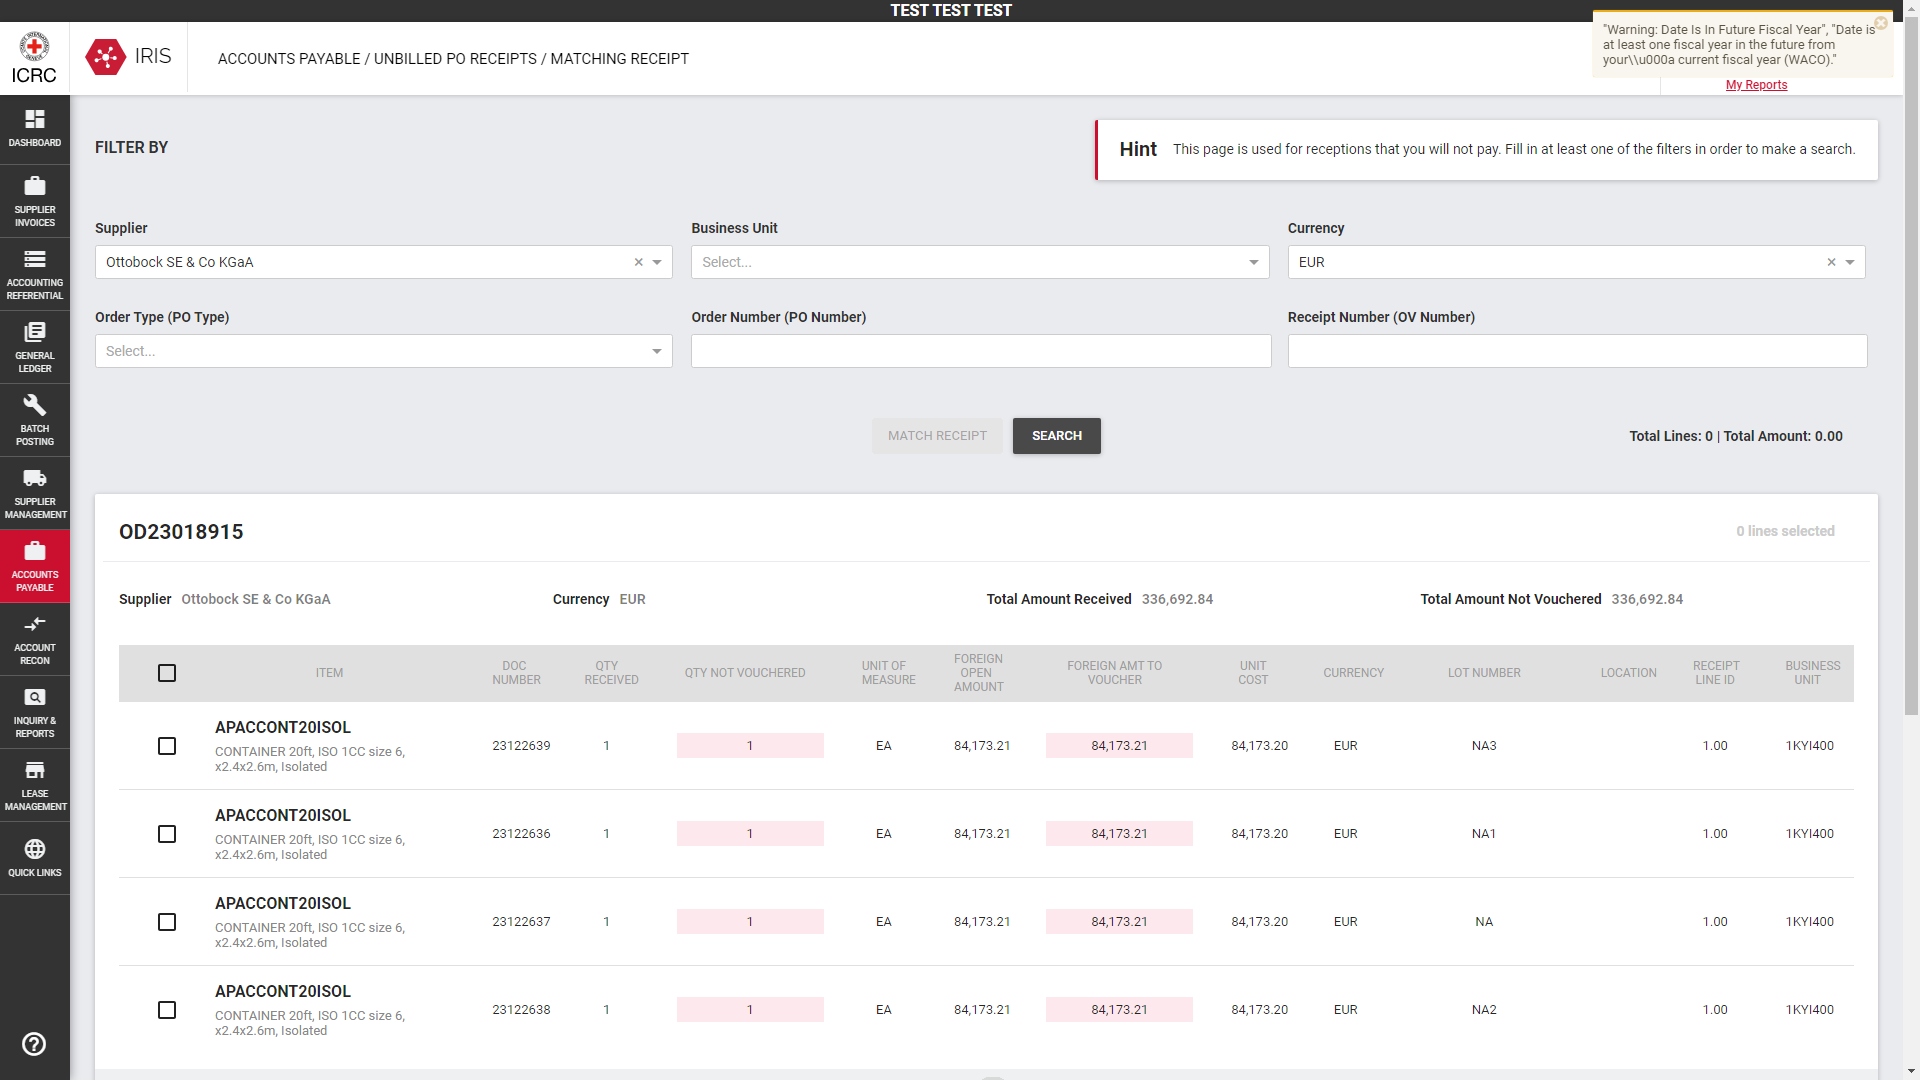 TEST TEST TEST
"Warning: Date Is In Future Fiscal Year", "Date is
at least one fiscal year in the future from
your\\u000a current fiscal year (WACO)."
My Reports
ICRC
IRIS
ACCOUNTS PAYABLE / UNBILLED PO RECEIPTS / MATCHING RECEIPT
DASHBOARD
SUPPLIER
INVOICES
ACCOUNTING
REFERENTIAL
GENERAL
LEDGER
BATCH
POSTING
SUPPLIER
MANAGEMENT
ACCOUNTS
PAYABLE
ACCOUNT
RECON
INQUIRY &
REPORTS
LEASE
MANAGEMENT
QUICK LINKS
FILTER BY
Hint This page is used for receptions that you will not pay. Fill in at least one of the filters in order to make a search.
Supplier Business Unit Currency
Ottobock SE & Co KGaA Select... EUR
Order Type (PO Type) Order Number (PO Number) Receipt Number (OV Number)
Select...
MATCH RECEIPT SEARCH Total Lines: 0 | Total Amount: 0.00
OD23018915 0 lines selected
Supplier Ottobock SE & Co KGaA Currency EUR Total Amount Received 336,692.84 Total Amount Not Vouchered 336,692.84
ITEM DOC NUMBER QTY RECEIVED QTY NOT VOUCHERED UNIT OF MEASURE FOREIGN OPEN AMOUNT FOREIGN AMT TO VOUCHER UNIT COST CURRENCY LOT NUMBER LOCATION RECEIPT LINE ID BUSINESS UNIT
APACCONT20ISOL
CONTAINER 20ft, ISO 1CC size 6,
x2.4x2.6m, Isolated
23122639 1 1 EA 84,173.21 84,173.21 84,173.20 EUR NA3 1.00 1KYI400
APACCONT20ISOL
CONTAINER 20ft, ISO 1CC size 6,
x2.4x2.6m, Isolated
23122636 1 1 EA 84,173.21 84,173.21 84,173.20 EUR NA1 1.00 1KYI400
APACCONT20ISOL
CONTAINER 20ft, ISO 1CC size 6,
x2.4x2.6m, Isolated
23122637 1 1 EA 84,173.21 84,173.21 84,173.20 EUR NA 1.00 1KYI400
APACCONT20ISOL
CONTAINER 20ft, ISO 1CC size 6,
x2.4x2.6m, Isolated
23122638 1 1 EA 84,173.21 84,173.21 84,173.20 EUR NA2 1.00 1KYI400